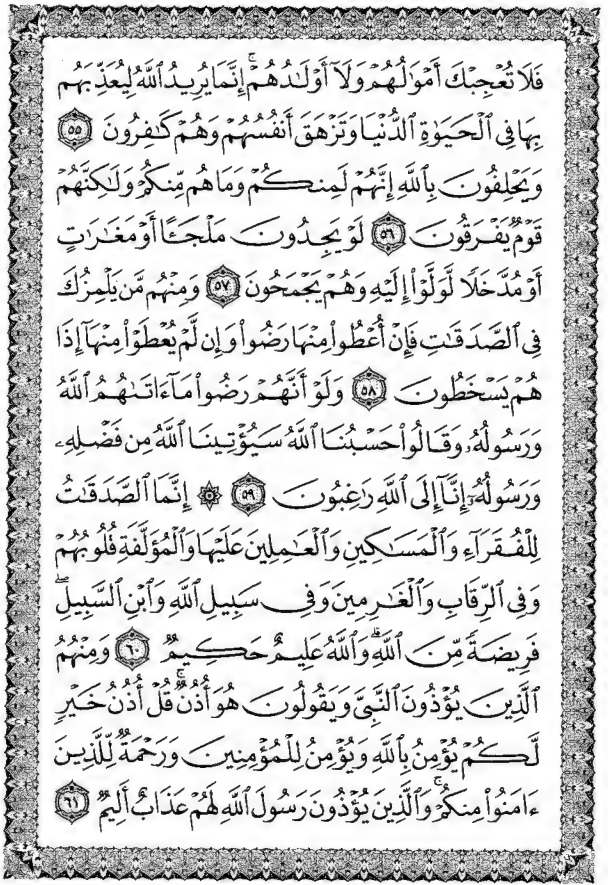 فَلَا تُعْجِبْكَ أَمْوَٰلُهُمْ وَلَآ أَوْلَٰدُهُمْ ۚ إِنَّمَا يُرِيدُ ٱللَّهُ لِيُعَذِّبَهُم
بِهَا فِى ٱلْحَيَوٰةِ ٱلدُّنْيَا وَتَزْهَقَ أَنفُسُهُمْ وَهُمْ كَٰفِرُونَ ٥٥
وَيَحْلِفُونَ بِٱللَّهِ إِنَّهُمْ لَمِنكُمْ وَمَا هُم مِّنكُمْ وَلَٰكِنَّهُمْ
قَوْمٌ يَفْرَقُونَ ٥٦ لَوْ يَجِدُونَ مَلْجَـًٔا أَوْ مَغَٰرَٰتٍ
أَوْ مُدَّخَلًا لَّوَلَّوْا۟ إِلَيْهِ وَهُمْ يَجْمَحُونَ ٥٧ وَمِنْهُم مَّن يَلْمِزُكَ
فِى ٱلصَّدَقَٰتِ فَإِنْ أُعْطُوا۟ مِنْهَا رَضُوا۟ وَإِن لَّمْ يُعْطَوْا۟ مِنْهَآ إِذَا
هُمْ يَسْخَطُونَ ٥٨ وَلَوْ أَنَّهُمْ رَضُوا۟ مَآ ءَاتَىٰهُمُ ٱللَّهُ
وَرَسُولُهُۥ وَقَالُوا۟ حَسْبُنَا ٱللَّهُ سَيُؤْتِينَا ٱللَّهُ مِن فَضْلِهِۦ
وَرَسُولُهُۥٓ إِنَّآ إِلَى ٱللَّهِ رَٰغِبُونَ ٥٩ ۞ إِنَّمَا ٱلصَّدَقَٰتُ
لِلْفُقَرَآءِ وَٱلْمَسَٰكِينِ وَٱلْعَٰمِلِينَ عَلَيْهَا وَٱلْمُؤَلَّفَةِ قُلُوبُهُمْ
وَفِى ٱلرِّقَابِ وَٱلْغَٰرِمِينَ وَفِى سَبِيلِ ٱللَّهِ وَٱبْنِ ٱلسَّبِيلِ ۖ
فَرِيضَةً مِّنَ ٱللَّهِ ۗ وَٱللَّهُ عَلِيمٌ حَكِيمٌ ٦٠ وَمِنْهُمُ
ٱلَّذِينَ يُؤْذُونَ ٱلنَّبِىَّ وَيَقُولُونَ هُوَ أُذُنٌ ۚ قُلْ أُذُنُ خَيْرٍ
لَّكُمْ يُؤْمِنُ بِٱللَّهِ وَيُؤْمِنُ لِلْمُؤْمِنِينَ وَرَحْمَةٌ لِّلَّذِينَ
ءَامَنُوا۟ مِنكُمْ ۚ وَٱلَّذِينَ يُؤْذُونَ رَسُولَ ٱللَّهِ لَهُمْ عَذَابٌ أَلِيمٌ ٦١